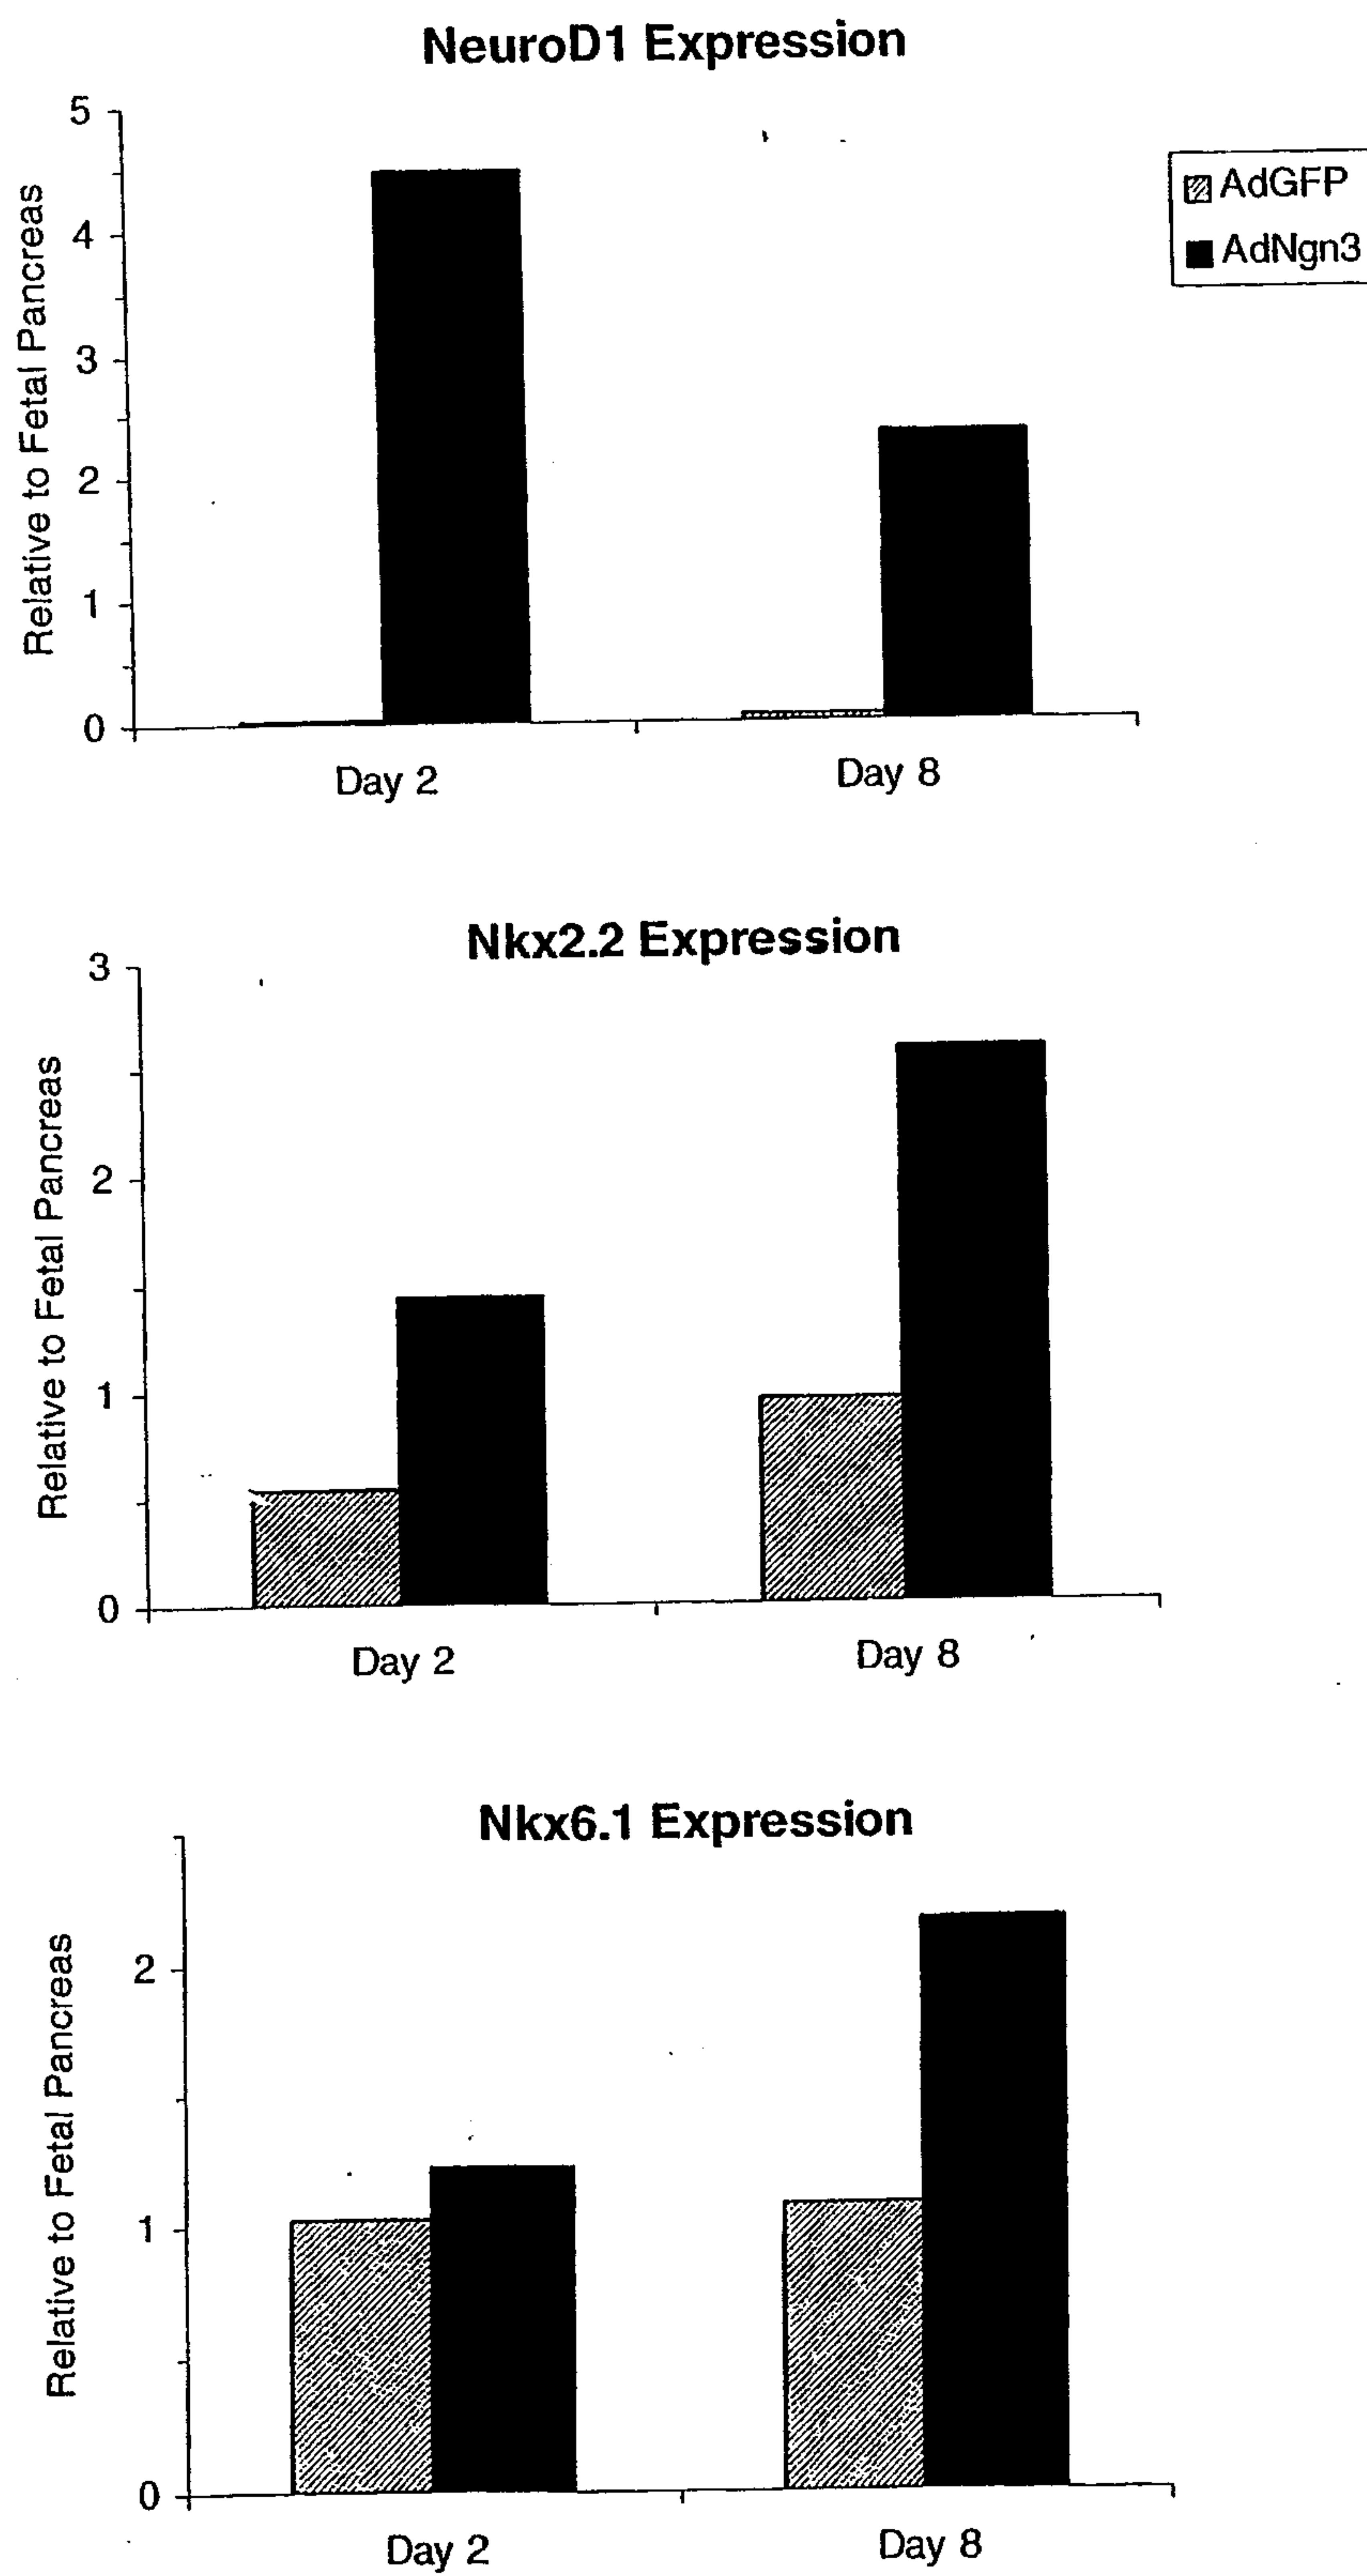 NeuroD1 Expression
5
4
3
2
1
0
Relative to Fetal Pancreas
AdGFP
AdNgn3
Day 2
Day 8
Nkx2.2 Expression
3
2
1
0
Relative to Fetal Pancreas
Day 2
Day 8
Nkx6.1 Expression
2
1
0
Relative to Fetal Pancreas
Day 2
Day 8